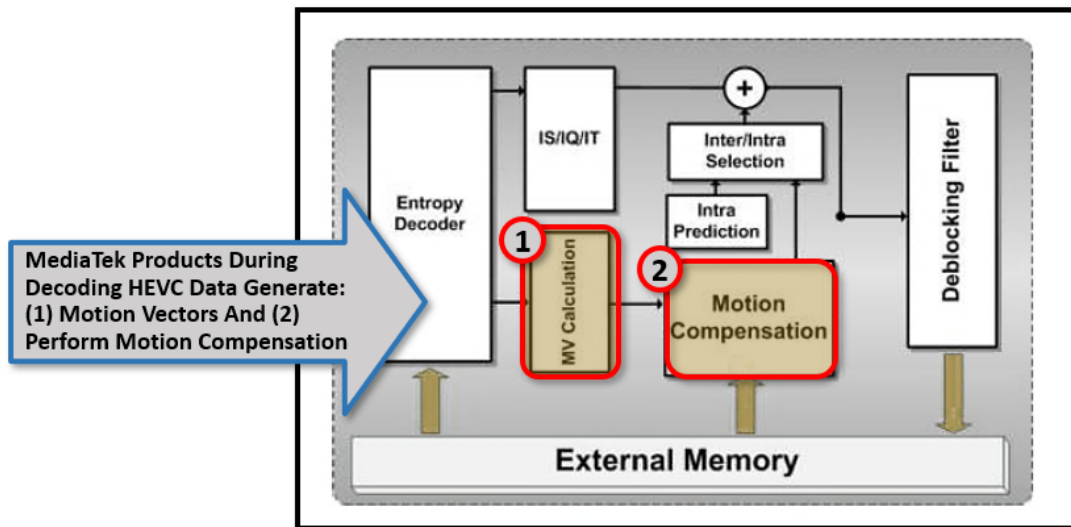 MediaTek Products During
Decoding HEVC Data Generate:
(1) Motion Vectors And (2)
Perform Motion Compensation
Entropy
Decoder
IS/IQ/IT
+
Inter/Intra
Selection
Intra
Prediction
1
MV Calculation
2
Motion
Compensation
Deblocking Filter
External Memory